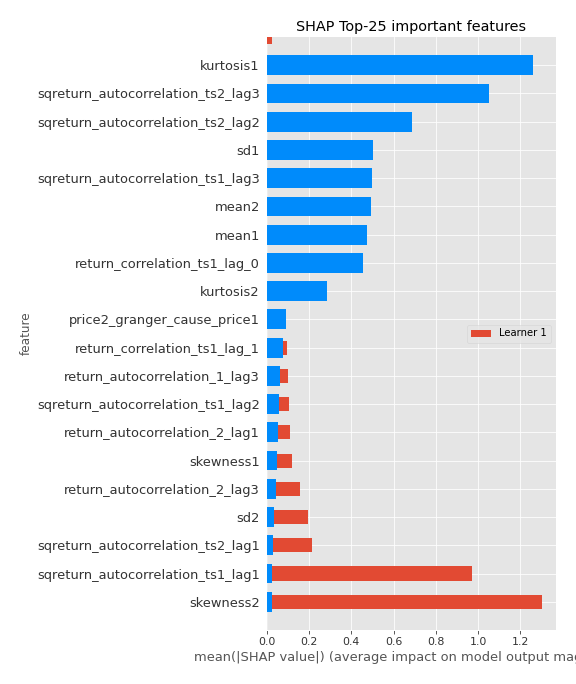 SHAP Top-25 important features
kurtosis1
sqreturn_autocorrelation_ts2_lag3
sqreturn_autocorrelation_ts2_lag2
sd1
sqreturn_autocorrelation_ts1_lag3
mean2
mean1
return_correlation_ts1_lag_0
kurtosis2
price2_granger_cause_price1
return_correlation_ts1_lag_1
return_autocorrelation_1_lag3
sqreturn_autocorrelation_ts1_lag2
return_autocorrelation_2_lag1
skewness1
return_autocorrelation_2_lag3
sd2
sqreturn_autocorrelation_ts2_lag1
sqreturn_autocorrelation_ts1_lag1
skewness2
feature
Learner 1
0.0 0.2 0.4 0.6 0.8 1.0 1.2
mean(|SHAP value|) (average impact on model output mag